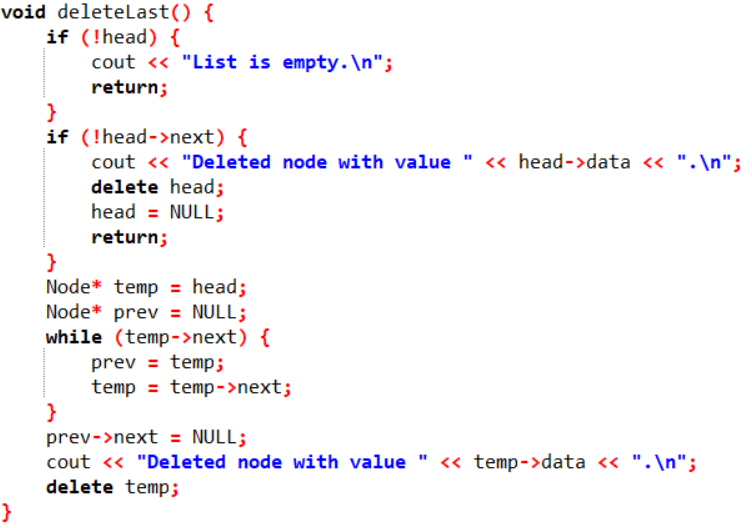 void deleteLast() {
    if (!head) {
        cout << "List is empty.\n";
        return;
    }
    if (!head->next) {
        cout << "Deleted node with value " << head->data << ".\n";
        delete head;
        head = NULL;
        return;
    }
    Node* temp = head;
    Node* prev = NULL;
    while (temp->next) {
        prev = temp;
        temp = temp->next;
    }
    prev->next = NULL;
    cout << "Deleted node with value " << temp->data << ".\n";
    delete temp;
}